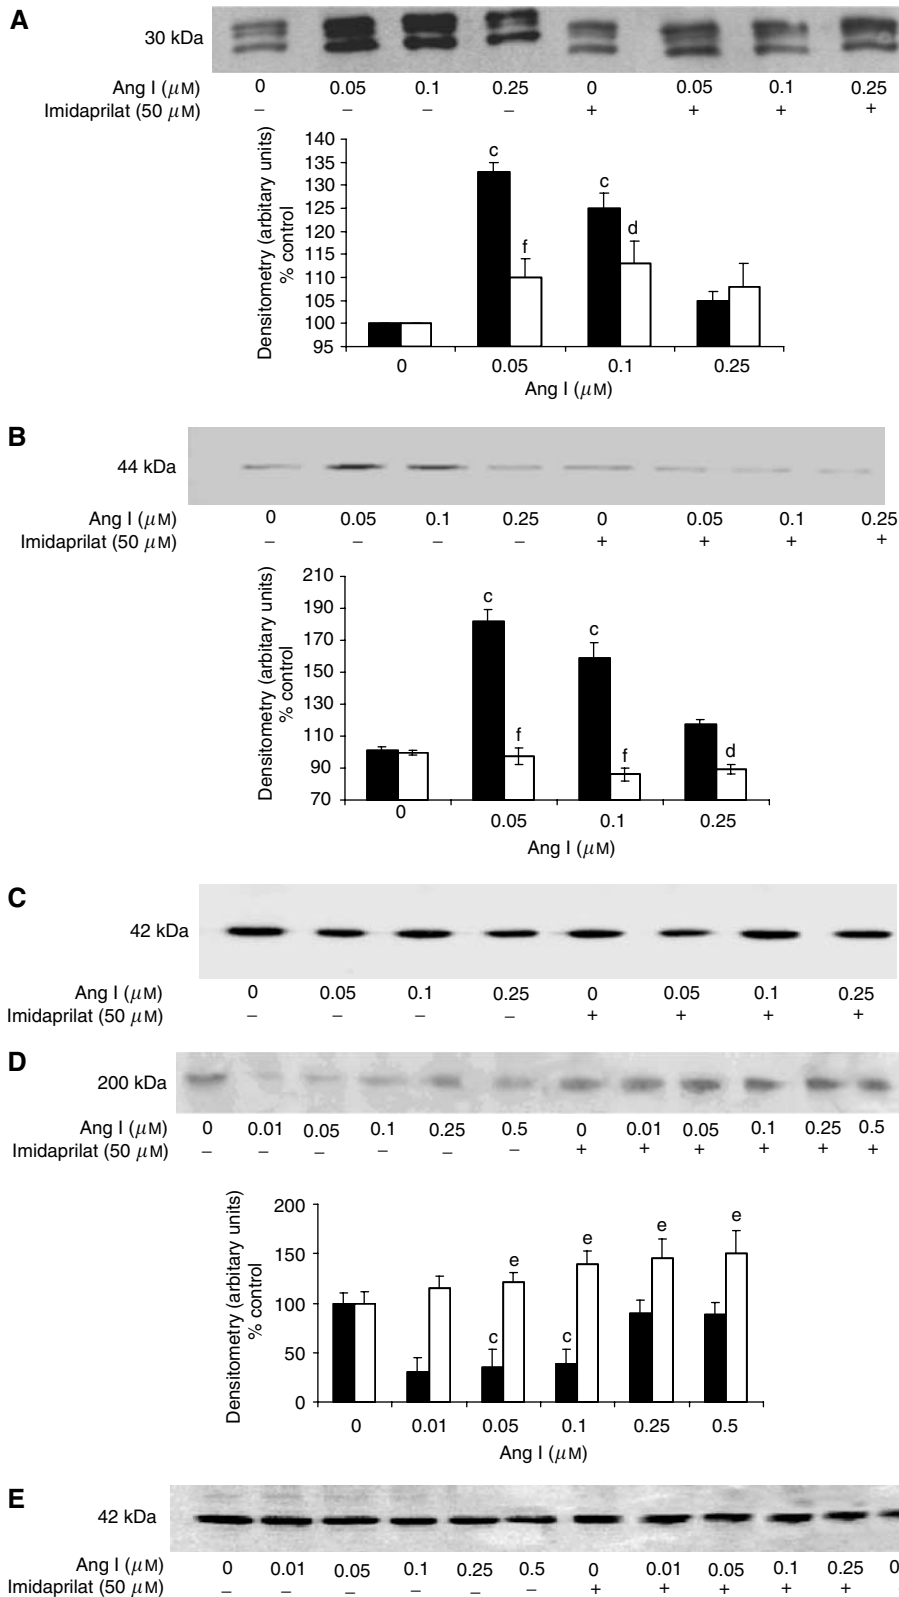 A
30 kDa
Ang I (μM) 0 0.05 0.1 0.25 0 0.05 0.1 0.25
Imidaprilat (50 μM) – – – – + + + +
Densitometry (arbitary units)
% control
140
135
130
125
120
115
110
105
100
95
c
f
c
d
0 0.05 0.1 0.25
Ang I (μM)
B
44 kDa
Ang I (μM) 0 0.05 0.1 0.25 0 0.05 0.1 0.25
Imidaprilat (50 μM) – – – – + + + +
Densitometry (arbitary units)
% control
210
190
170
150
130
110
90
70
c
f
c
f
d
0 0.05 0.1 0.25
Ang I (μM)
C
42 kDa
Ang I (μM) 0 0.05 0.1 0.25 0 0.05 0.1 0.25
Imidaprilat (50 μM) – – – – + + + +
D
200 kDa
Ang I (μM) 0 0.01 0.05 0.1 0.25 0.5 0 0.01 0.05 0.1 0.25 0.5
Imidaprilat (50 μM) – – – – – – + + + + + +
Densitometry (arbitary units)
% control
200
150
100
50
0
c
e
c
e
e
e
0 0.01 0.05 0.1 0.25 0.5
Ang I (μM)
E
42 kDa
Ang I (μM) 0 0.01 0.05 0.1 0.25 0.5 0 0.01 0.05 0.1 0.25 0
Imidaprilat (50 μM) – – – – – – + + + + +